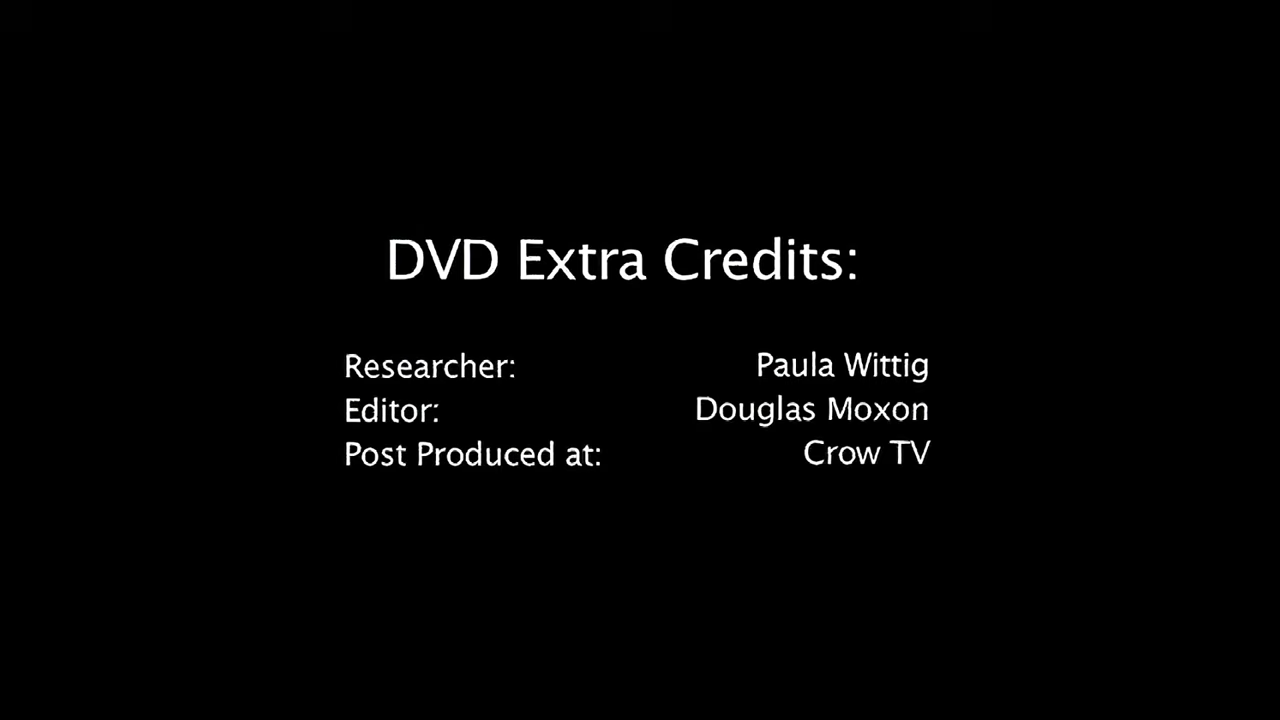 DVD Extra Credits:
Researcher: Paula Wittig
Editor: Douglas Moxon
Post Produced at: Crow TV